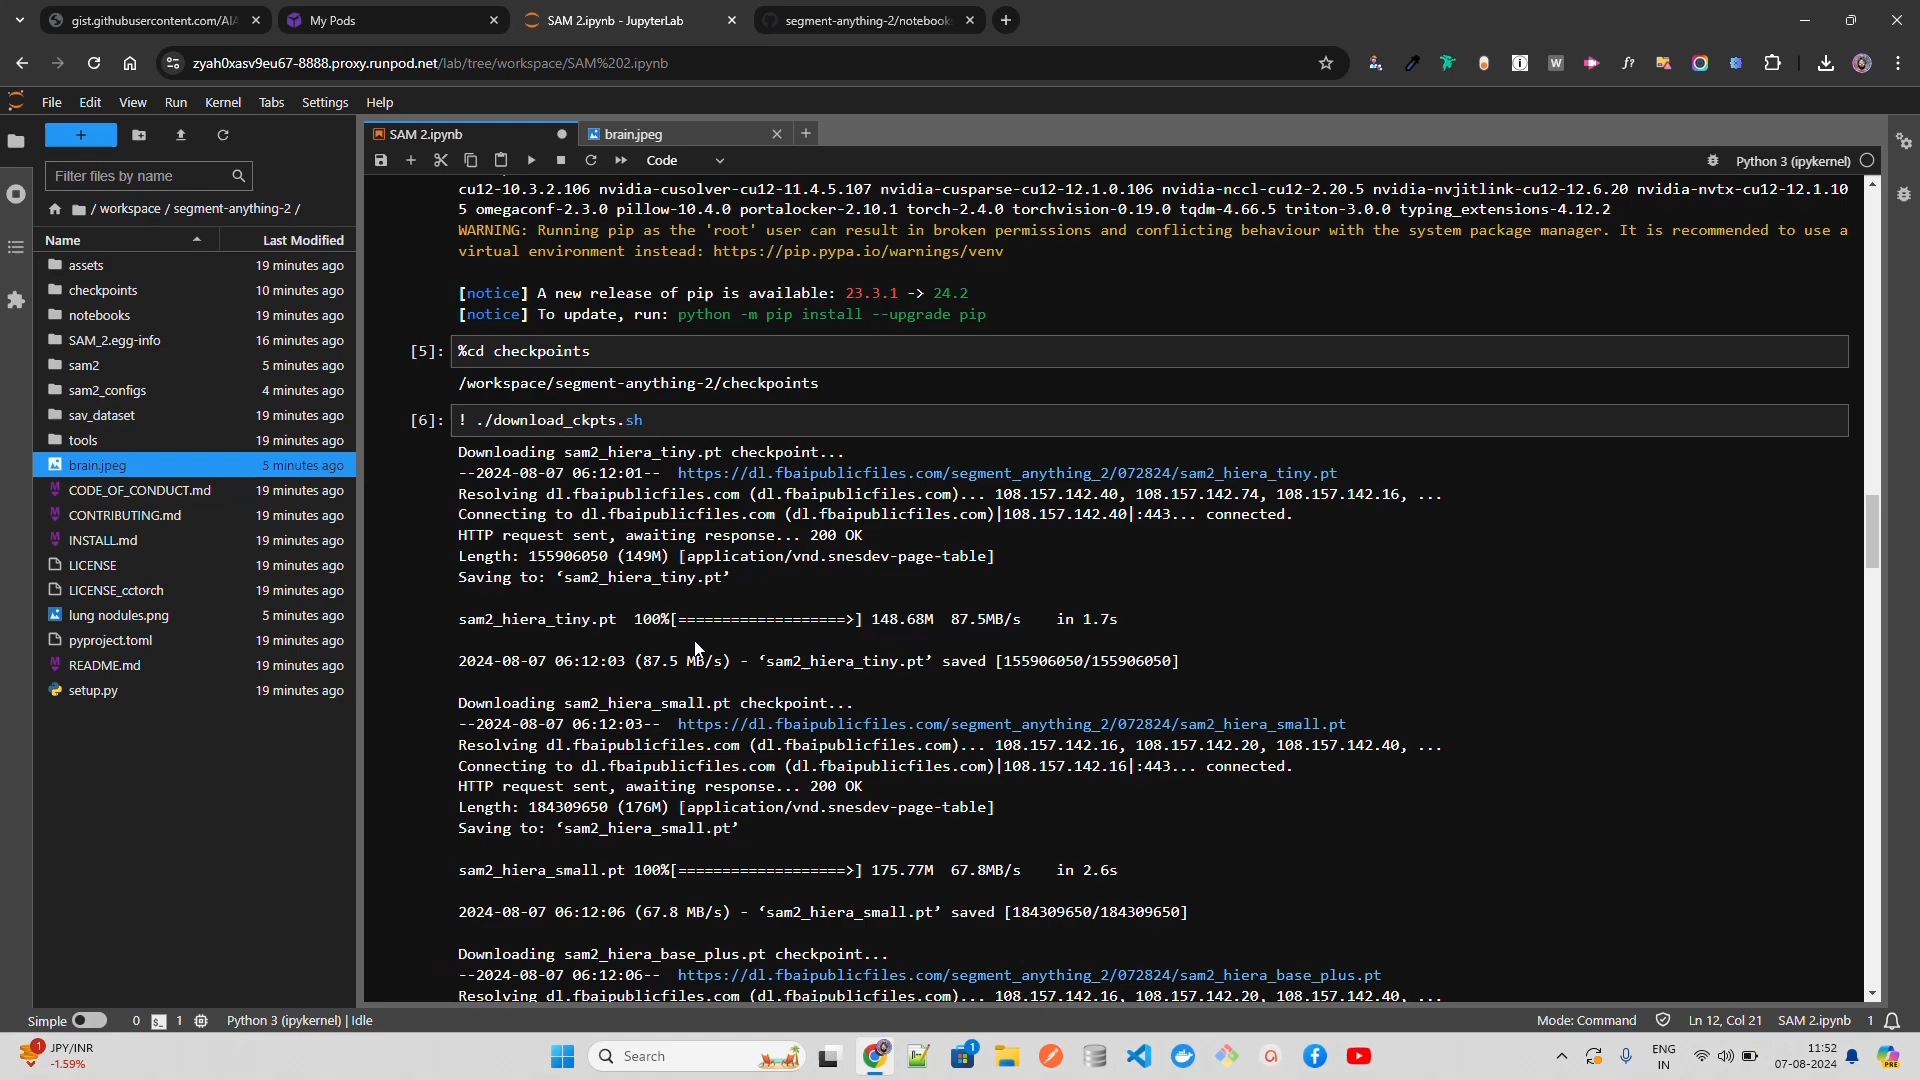 gist.githubusercontent.com/AIA
My Pods
SAM 2.ipynb - JupyterLab
segment-anything-2/notebook
zyah0xasv9eu67-8888.proxy.runpod.net/lab/tree/workspace/SAM%202.ipynb
File Edit View Run Kernel Tabs Settings Help
SAM 2.ipynb
brain.jpeg
Code
Python 3 (ipykernel)
Filter files by name
/ workspace / segment-anything-2 /
Name Last Modified
assets 19 minutes ago
checkpoints 10 minutes ago
notebooks 19 minutes ago
SAM_2.egg-info 16 minutes ago
sam2 5 minutes ago
sam2_configs 4 minutes ago
sav_dataset 19 minutes ago
tools 19 minutes ago
brain.jpeg 5 minutes ago
CODE_OF_CONDUCT.md 19 minutes ago
CONTRIBUTING.md 19 minutes ago
INSTALL.md 19 minutes ago
LICENSE 19 minutes ago
LICENSE_cctorch 19 minutes ago
lung nodules.png 5 minutes ago
pyproject.toml 19 minutes ago
README.md 19 minutes ago
setup.py 19 minutes ago
cu12-10.3.2.106 nvidia-cusolver-cu12-11.4.5.107 nvidia-cusparse-cu12-12.1.0.106 nvidia-nccl-cu12-2.20.5 nvidia-nvjitlink-cu12-12.6.20 nvidia-nvtx-cu12-12.1.10
5 omegaconf-2.3.0 pillow-10.4.0 portalocker-2.10.1 torch-2.4.0 torchvision-0.19.0 tqdm-4.66.5 triton-3.0.0 typing_extensions-4.12.2
WARNING: Running pip as the 'root' user can result in broken permissions and conflicting behaviour with the system package manager. It is recommended to use a
virtual environment instead: https://pip.pypa.io/warnings/venv
[notice] A new release of pip is available: 23.3.1 -> 24.2
[notice] To update, run: python -m pip install --upgrade pip
[5]: %cd checkpoints
/workspace/segment-anything-2/checkpoints
[6]: ! ./download_ckpts.sh
Downloading sam2_hiera_tiny.pt checkpoint...
--2024-08-07 06:12:01-- https://dl.fbaipublicfiles.com/segment_anything_2/072824/sam2_hiera_tiny.pt
Resolving dl.fbaipublicfiles.com (dl.fbaipublicfiles.com)... 108.157.142.40, 108.157.142.74, 108.157.142.16, ...
Connecting to dl.fbaipublicfiles.com (dl.fbaipublicfiles.com)|108.157.142.40|:443... connected.
HTTP request sent, awaiting response... 200 OK
Length: 155906050 (149M) [application/vnd.snesdev-page-table]
Saving to: ‘sam2_hiera_tiny.pt’
sam2_hiera_tiny.pt 100%[===================>] 148.68M 87.5MB/s in 1.7s
2024-08-07 06:12:03 (87.5 MB/s) - ‘sam2_hiera_tiny.pt’ saved [155906050/155906050]
Downloading sam2_hiera_small.pt checkpoint...
--2024-08-07 06:12:03-- https://dl.fbaipublicfiles.com/segment_anything_2/072824/sam2_hiera_small.pt
Resolving dl.fbaipublicfiles.com (dl.fbaipublicfiles.com)... 108.157.142.16, 108.157.142.20, 108.157.142.40, ...
Connecting to dl.fbaipublicfiles.com (dl.fbaipublicfiles.com)|108.157.142.16|:443... connected.
HTTP request sent, awaiting response... 200 OK
Length: 184309650 (176M) [application/vnd.snesdev-page-table]
Saving to: ‘sam2_hiera_small.pt’
sam2_hiera_small.pt 100%[===================>] 175.77M 67.8MB/s in 2.6s
2024-08-07 06:12:06 (67.8 MB/s) - ‘sam2_hiera_small.pt’ saved [184309650/184309650]
Downloading sam2_hiera_base_plus.pt checkpoint...
--2024-08-07 06:12:06-- https://dl.fbaipublicfiles.com/segment_anything_2/072824/sam2_hiera_base_plus.pt
Resolving dl.fbaipublicfiles.com (dl.fbaipublicfiles.com)... 108.157.142.16, 108.157.142.20, 108.157.142.40, ...
Simple 0 1 Python 3 (ipykernel) | Idle
Mode: Command Ln 12, Col 21 SAM 2.ipynb 1
JPY/INR
-1.59%
Search
ENG
IN
11:52
07-08-2024